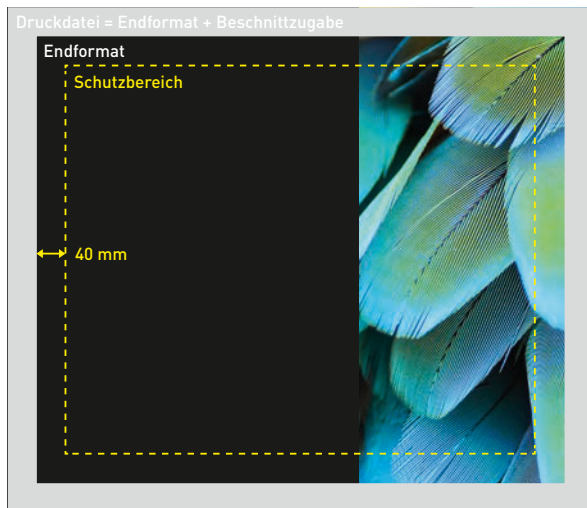 Druckdatei = Endformat + Beschnittzugabe
Endformat
Schutzbereich
40 mm